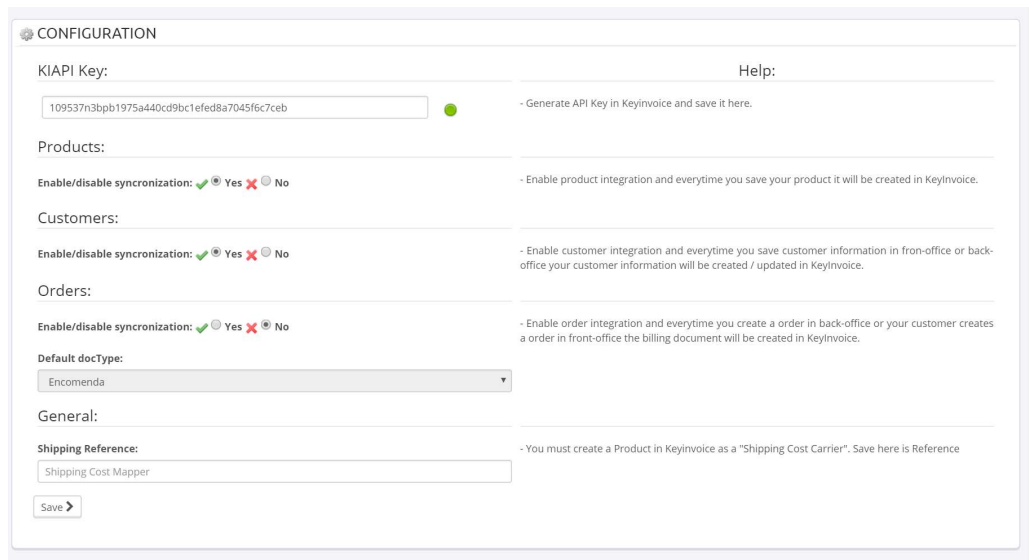 CONFIGURATION
KIAPI Key:
Help:
109537n3bpb1975a440cd9bc1efed8a7045f6c7ceb
- Generate API Key in Keyinvoice and save it here.
Products:
Enable/disable syncronization: Yes No
- Enable product integration and everytime you save your product it will be created in KeyInvoice.
Customers:
Enable/disable syncronization: Yes No
- Enable customer integration and everytime you save customer information in fron-office or back-
office your customer information will be created / updated in KeyInvoice.
Orders:
Enable/disable syncronization: Yes No
- Enable order integration and everytime you create a order in back-office or your customer creates
a order in front-office the billing document will be created in KeyInvoice.
Default docType:
Encomenda
General:
Shipping Reference:
- You must create a Product in Keyinvoice as a "Shipping Cost Carrier". Save here is Reference
Shipping Cost Mapper
Save